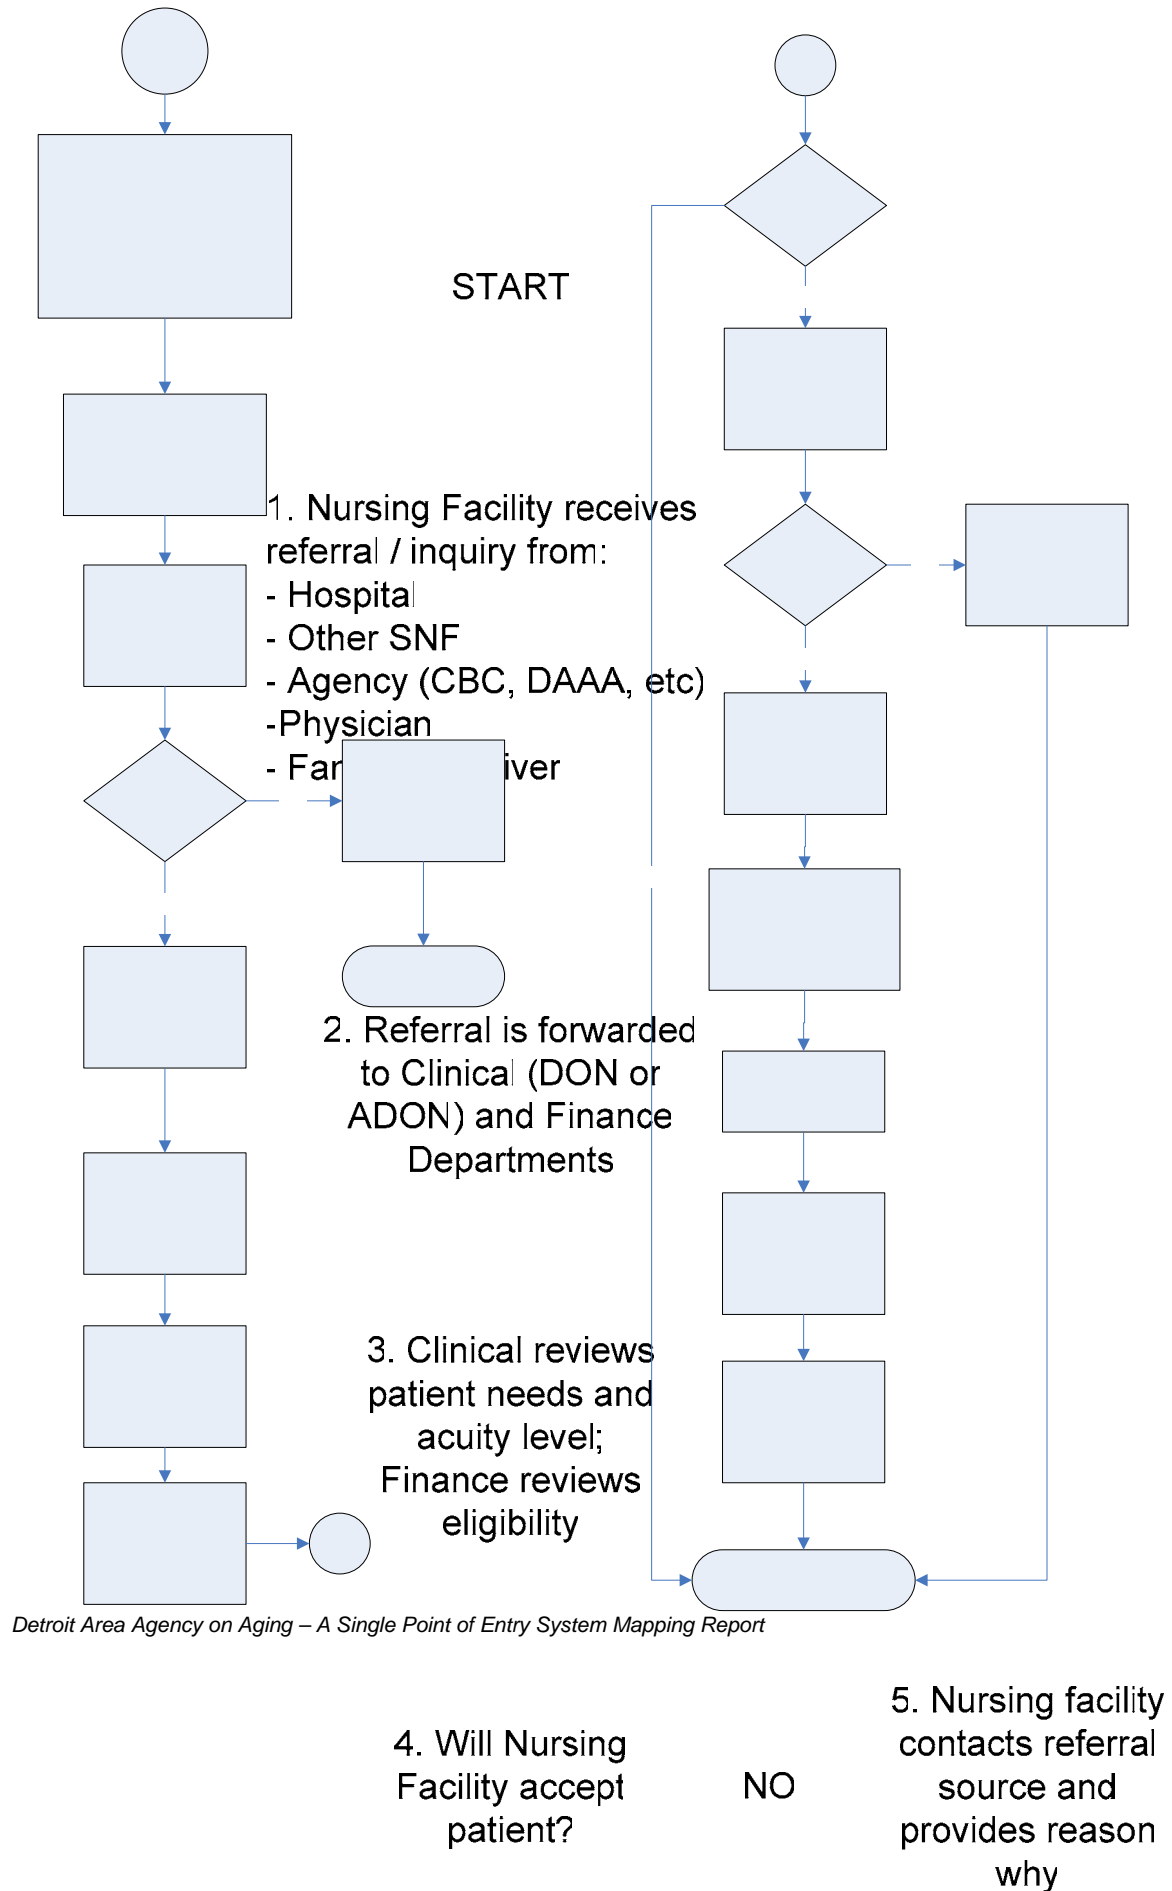 START
1. Nursing Facility receives
referral / inquiry from:
- Hospital
- Other SNF
- Agency (CBC, DAAA, etc)
-Physician
- Fa iver
2. Referral is forwarded
to Clinical (DON or
ADON) and Finance
Departments
3. Clinical reviews
patient needs and
acuity level;
Finance reviews
eligibility
Detroit Area Agency on Aging – A Single Point of Entry System Mapping Report
4. Will Nursing
Facility accept
patient?
NO
5. Nursing facility
contacts referral
source and
provides reason
why